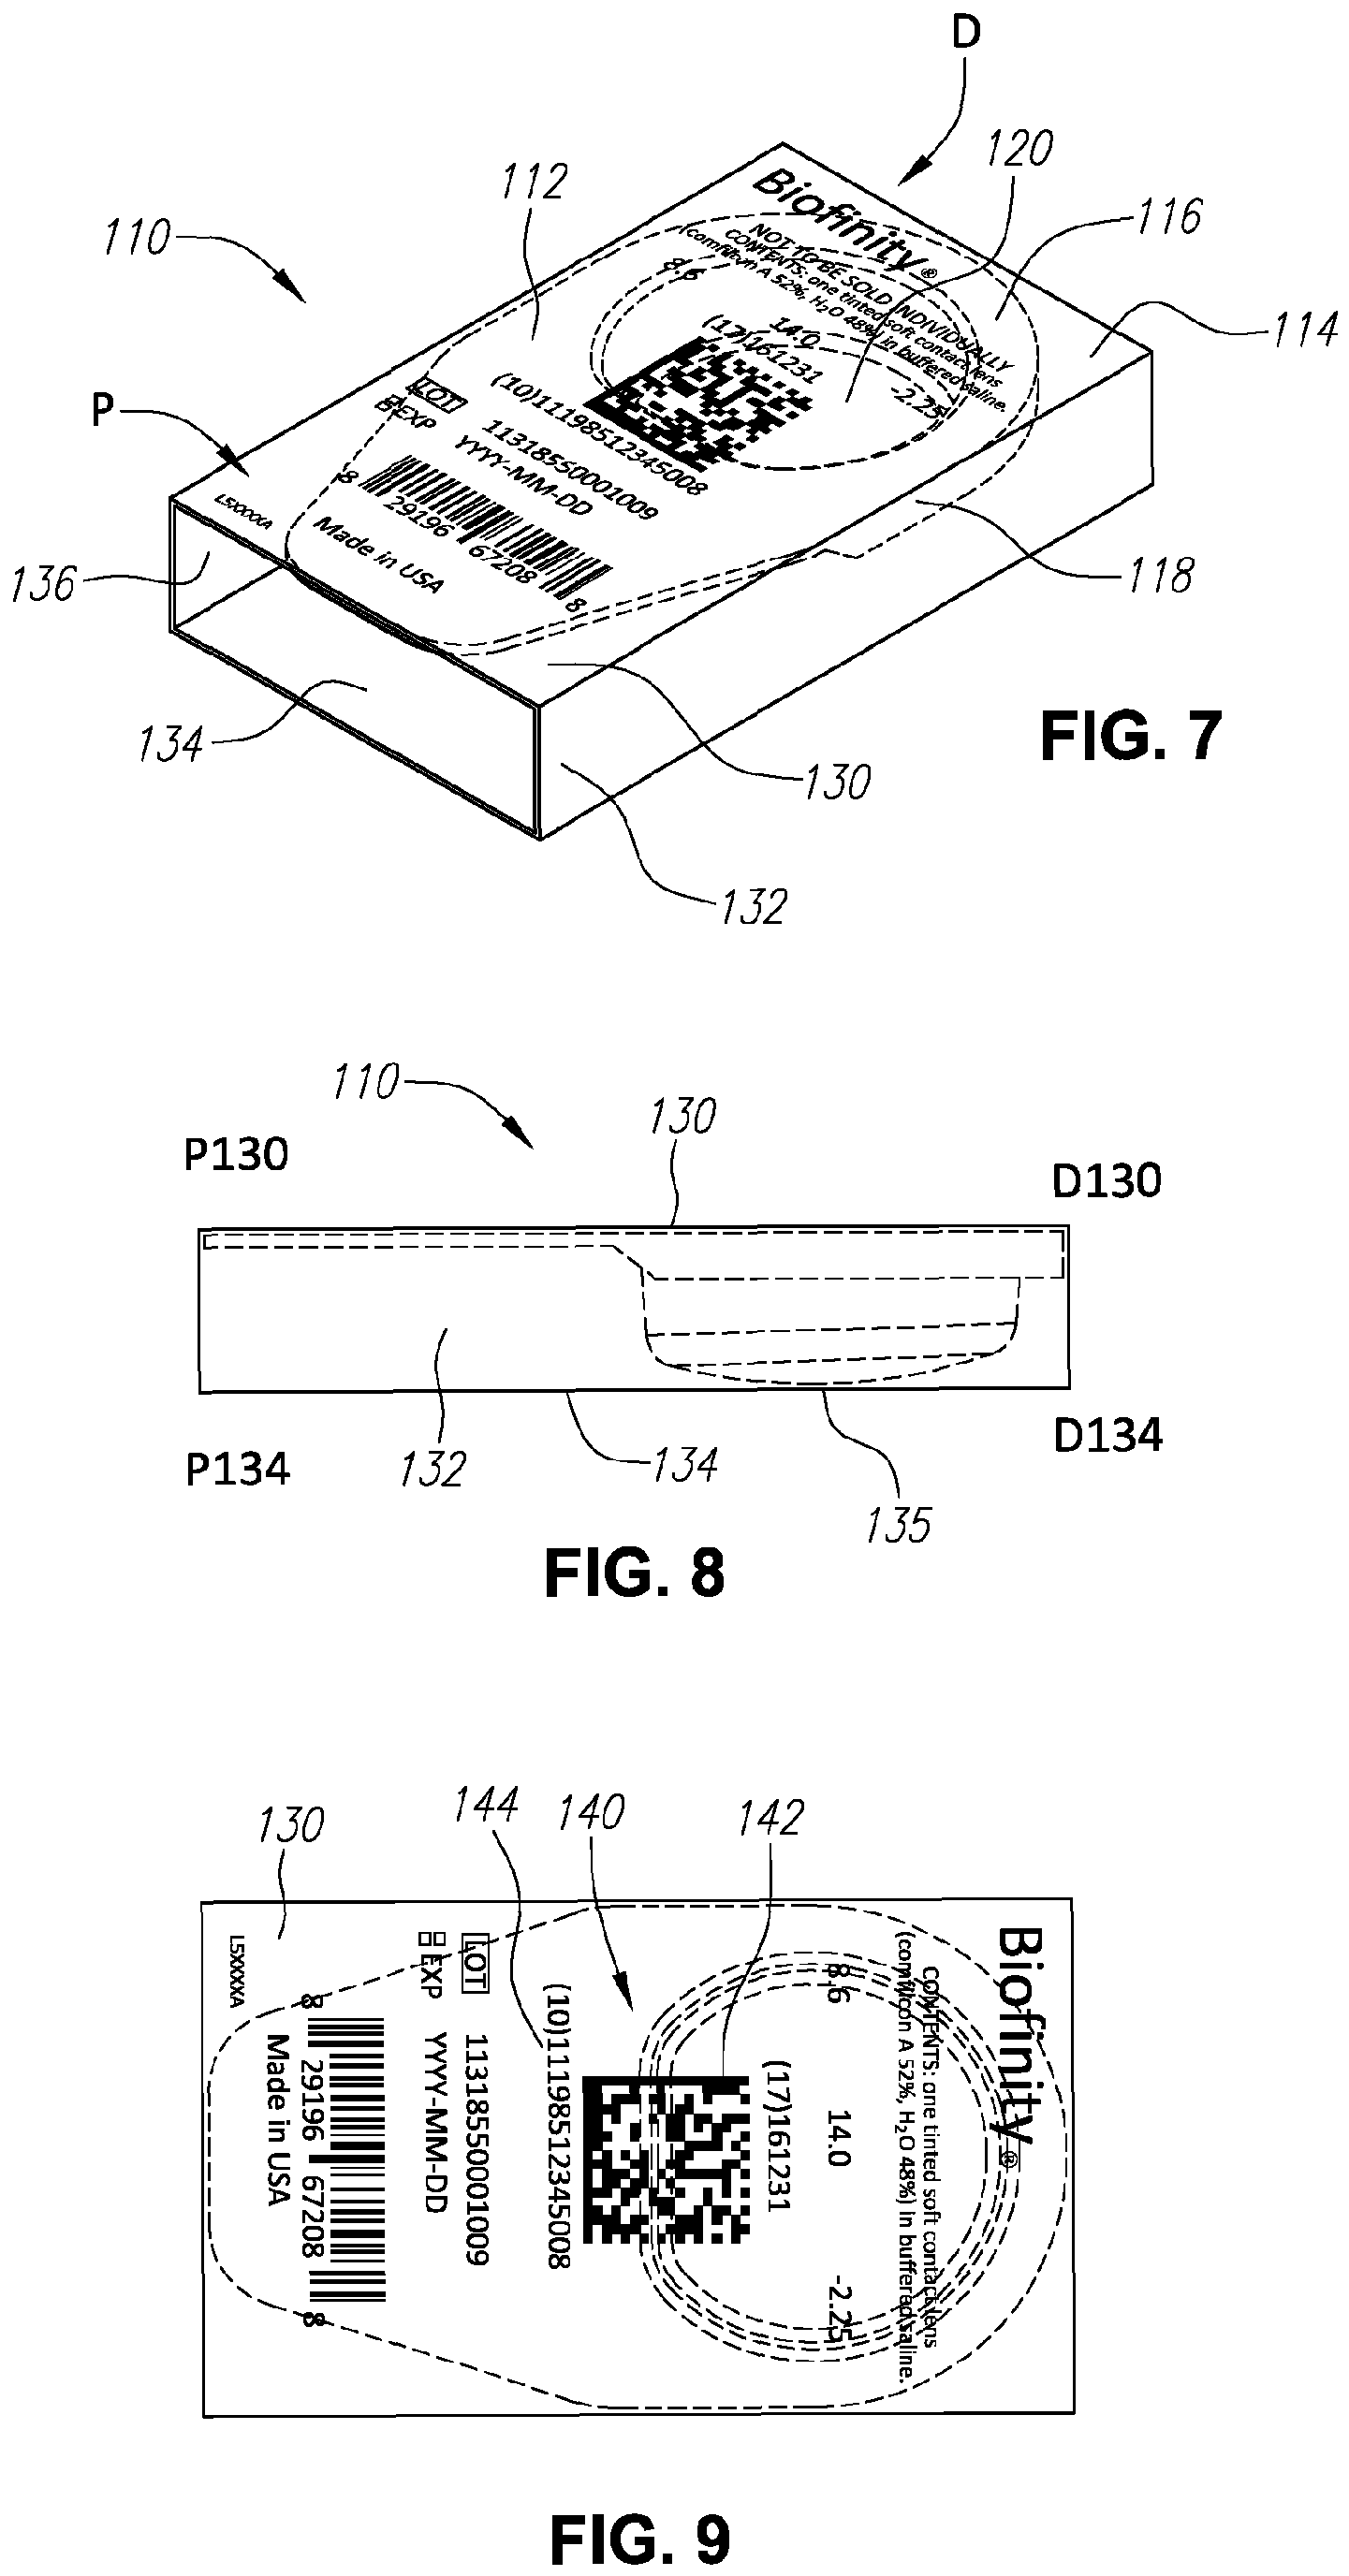 D
120
112
110
116
114
Biofinity®
NOT TO BE SOLD INDIVIDUALLY
CONTENTS: one tinted soft contact lens
(comfilcon A 52%, H2O 48%) in buffered saline.
8.6 14.0 -2.25
(17)161231
(10)11198512345008
LOT 11318550001009
EXP YYYY-MM-DD
8 29196 67208 8
Made in USA
L5XXXXA
P
136
134
118
130
132
FIG. 7
110
130
P130
D130
P134
132
134
135
D134
FIG. 8
130
144
140
142
Biofinity®
CONTENTS: one tinted soft contact lens
(comfilcon A 52%, H2O 48%) in buffered saline.
8.6 14.0 -2.25
(17)161231
(10)11198512345008
LOT 11318550001009
EXP YYYY-MM-DD
8 29196 67208 8
Made in USA
L5XXXXA
FIG. 9